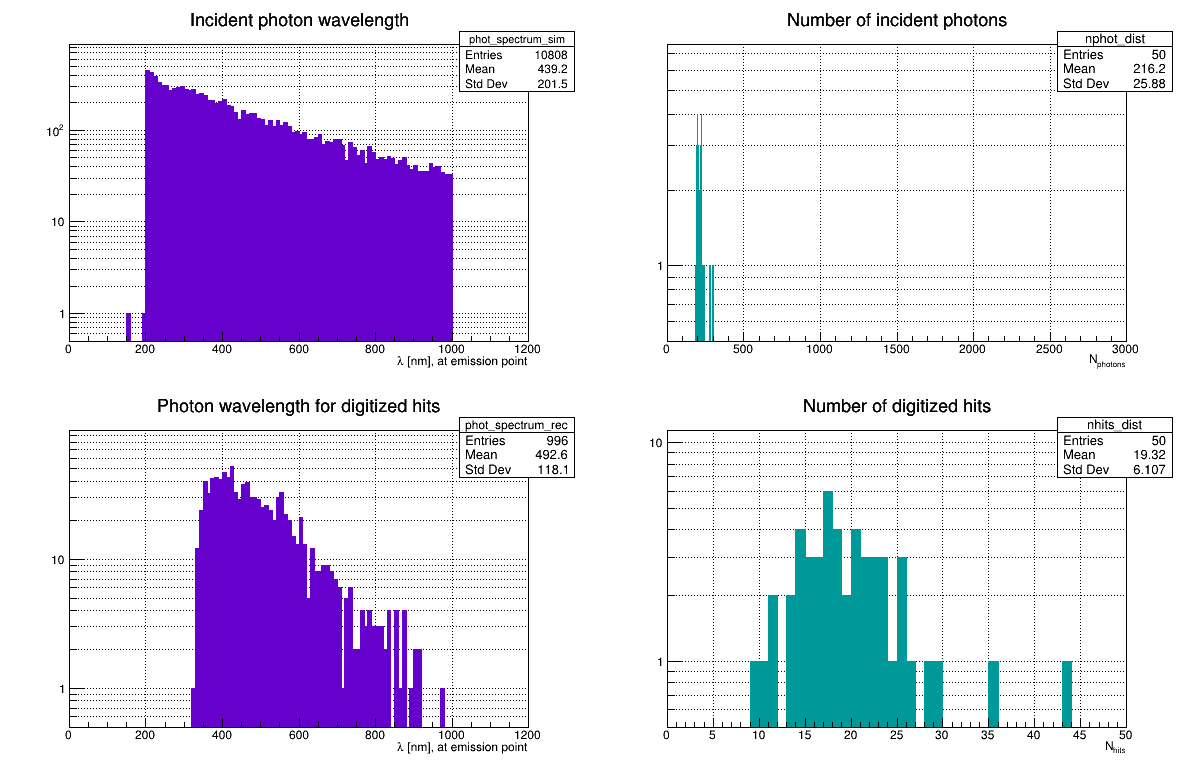 Incident photon wavelength
phot_spectrum_sim
Entries 10808
Mean 439.2
Std Dev 201.5
10²
10
1
0 200 400 600 800 1000 1200
λ [nm], at emission point
Number of incident photons
nphot_dist
Entries 50
Mean 216.2
Std Dev 25.88
1
0 500 1000 1500 2000 2500 3000
N_photons
Photon wavelength for digitized hits
phot_spectrum_rec
Entries 996
Mean 492.6
Std Dev 118.1
10
1
0 200 400 600 800 1000 1200
λ [nm], at emission point
Number of digitized hits
nhits_dist
Entries 50
Mean 19.32
Std Dev 6.107
10
1
0 5 10 15 20 25 30 35 40 45 50
N_hits